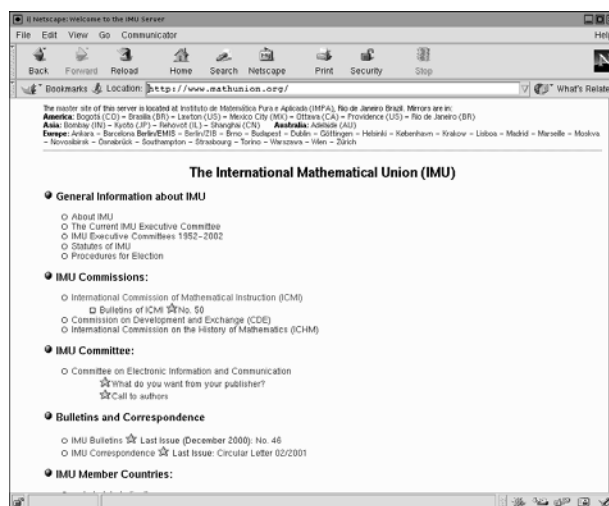 Netscape: Welcome to the IMU Server
File Edit View Go Communicator Help
Back Forward Reload Home Search Netscape Print Security Stop
Bookmarks Location: http://www.mathunion.org/ What's Relate
The master site of this server is located at Instituto de Matemática Pura e Aplicada (IMPA), Rio de Janeiro Brazil. Mirrors are in:
America: Bogotá (CO) – Brasilia (BR) – Lawton (US) – Mexico City (MX) – Ottawa (CA) – Providence (US) – Rio de Janeiro (BR)
Asia: Bombay (IN) – Kyoto (JP) – Rehovot (IL) – Shanghai (CN) Australia: Adelaide (AU)
Europe: Ankara – Barcelona Berlin/EMIS – Berlin/ZIB – Brno – Budapest – Dublin – Göttingen – Helsinki – København – Krakow – Lisboa – Madrid – Marseille – Moskva
– Novosibirsk – Osnabrück – Southampton – Strasbourg – Torino – Warszawa – Wien – Zürich
The International Mathematical Union (IMU)
General Information about IMU
About IMU
The Current IMU Executive Committee
IMU Executive Committees 1952–2002
Statutes of IMU
Procedures for Election
IMU Commissions:
International Commission of Mathematical Instruction (ICMI)
Bulletins of ICMI No. 50
Commission on Development and Exchange (CDE)
International Commission on the History of Mathematics (ICHM)
IMU Committee:
Committee on Electronic Information and Communication
What do you want from your publisher?
Call to authors
Bulletins and Correspondence
IMU Bulletins Last Issue (December 2000): No. 46
IMU Correspondence Last Issue: Circular Letter 02/2001
IMU Member Countries: